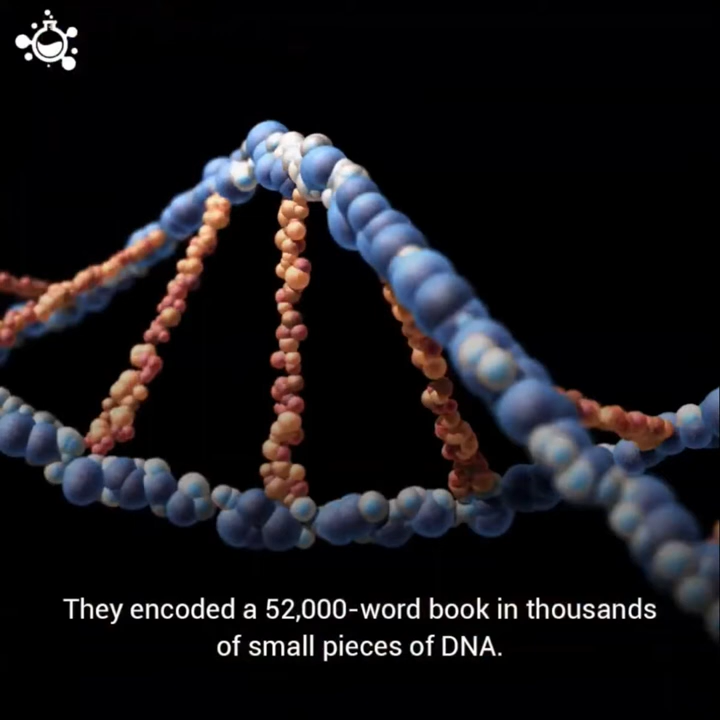 They encoded a 52,000-word book in thousands
of small pieces of DNA.